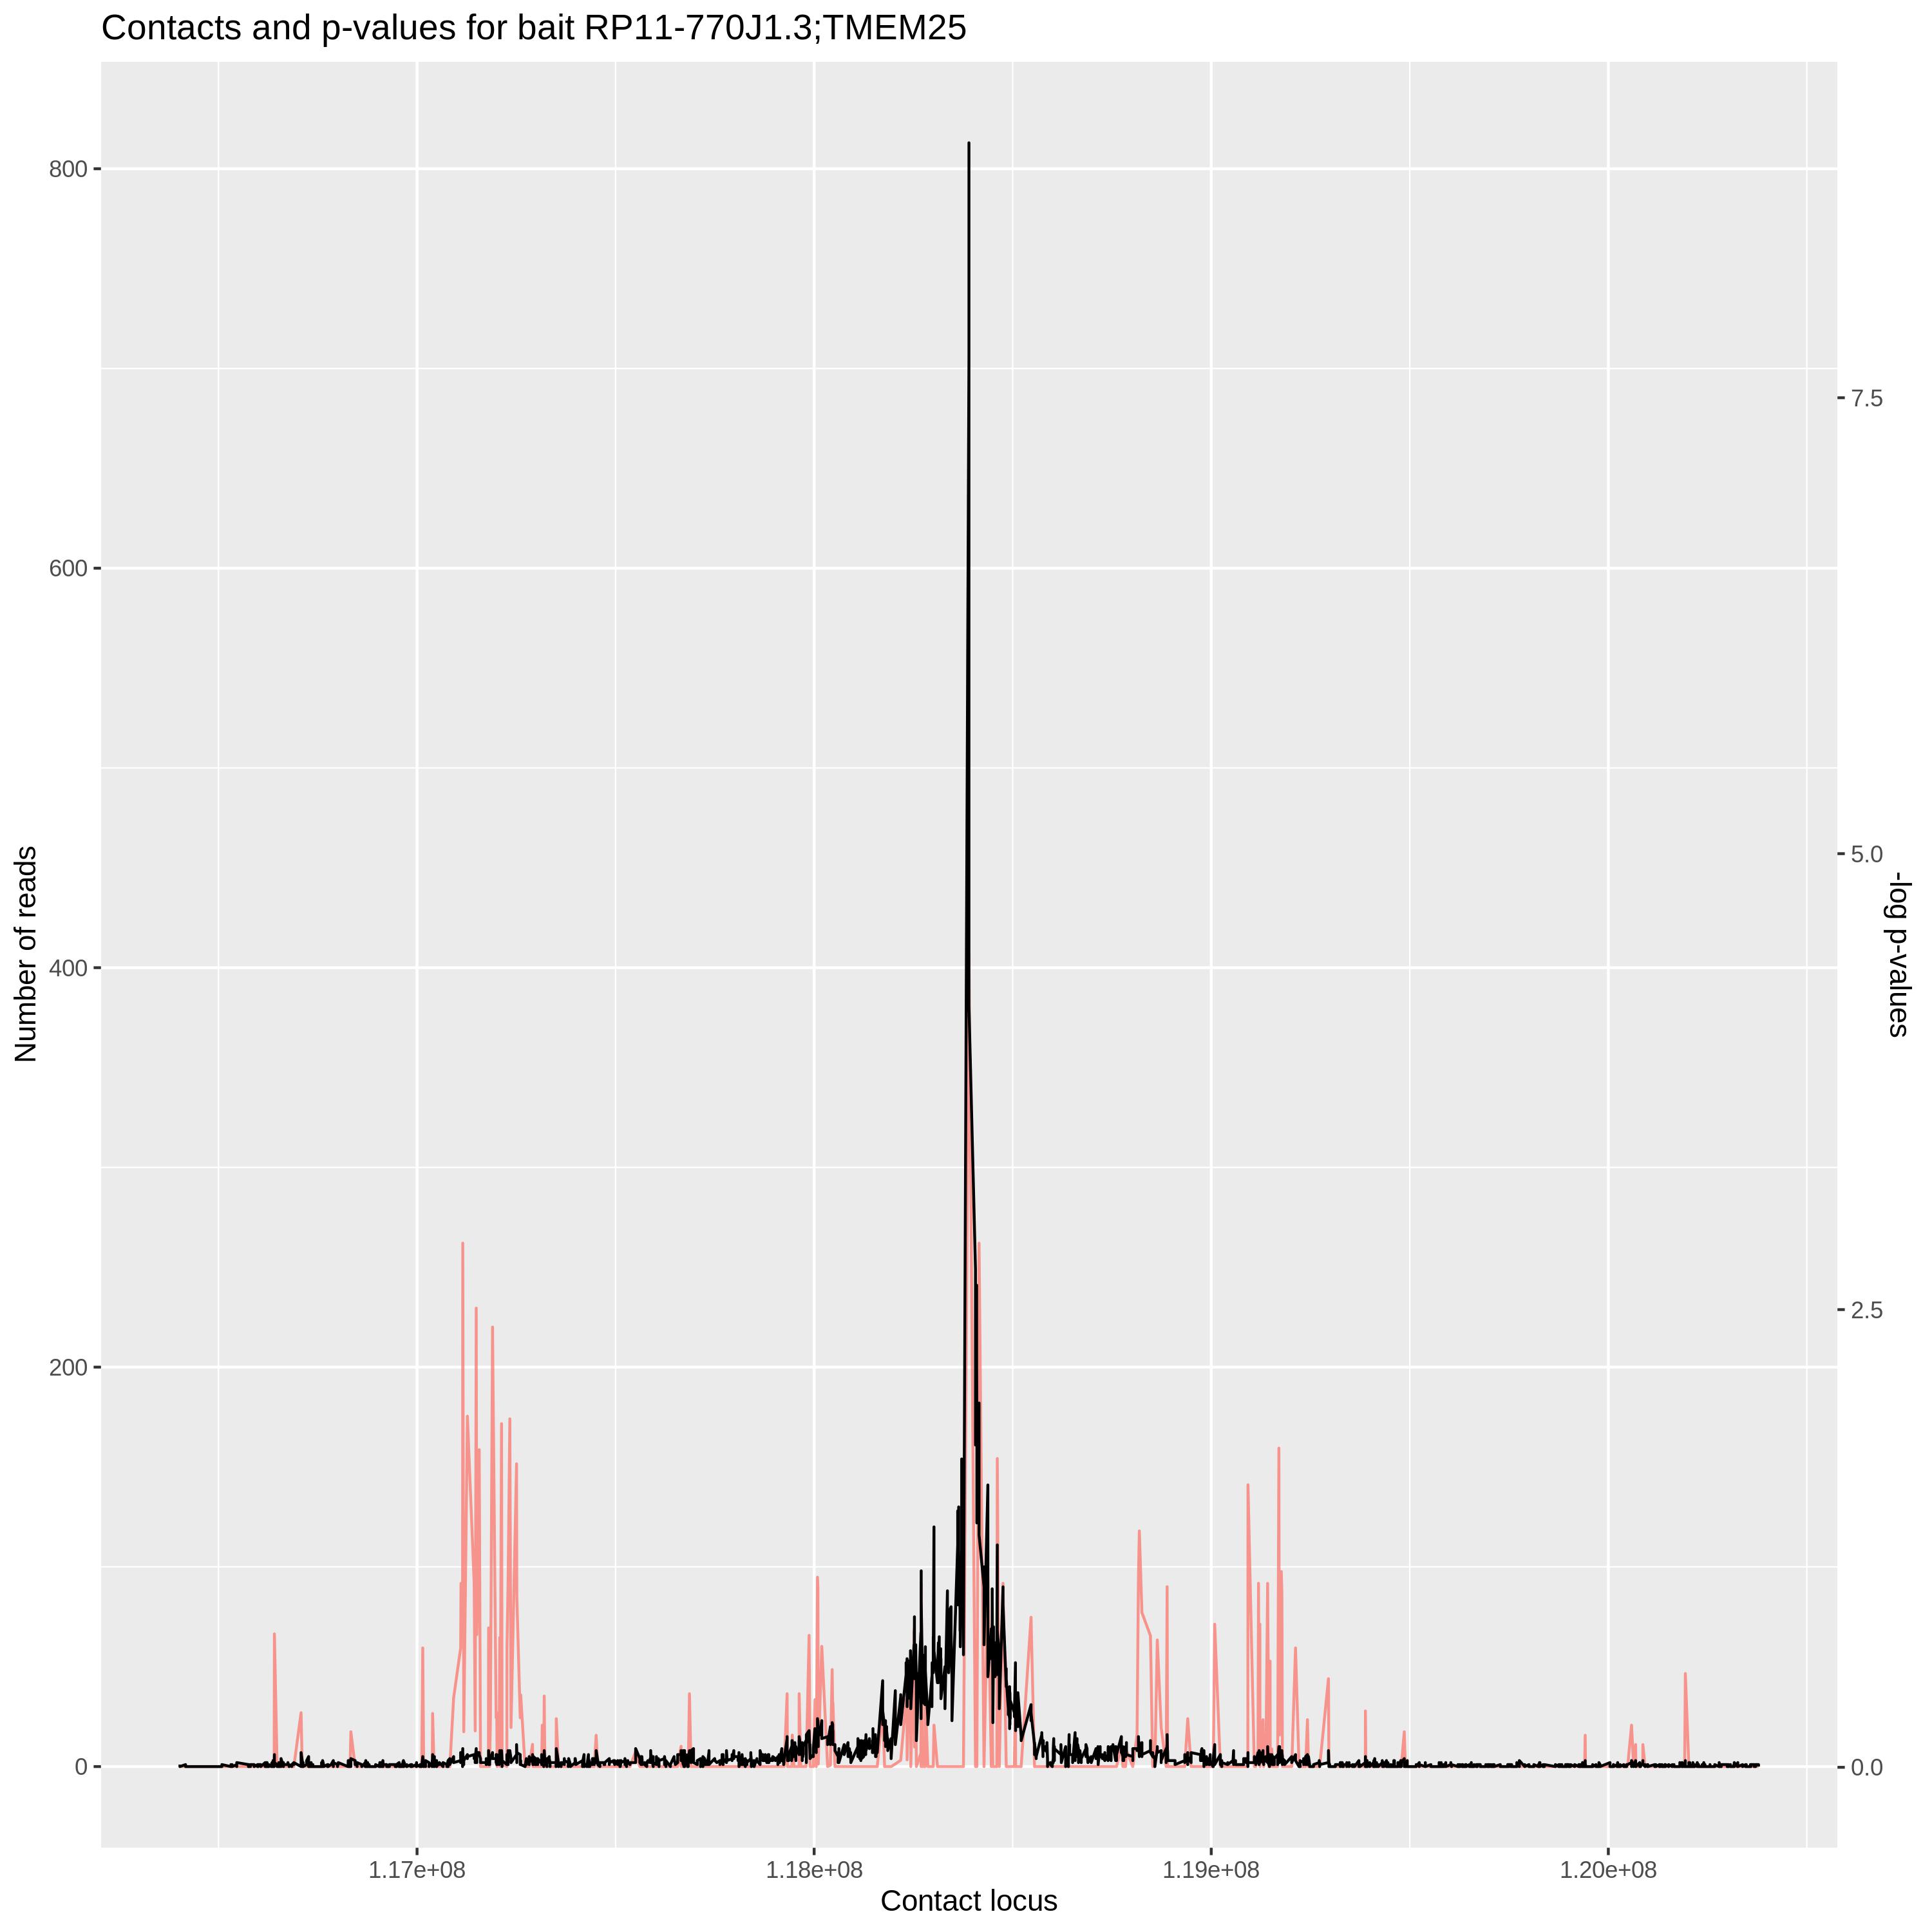 Contacts and p-values for bait RP11-770J1.3;TMEM25
800
600
400
200
0
Number of reads
7.5
5.0
2.5
0.0
-log p-values
1.17e+08
1.18e+08
1.19e+08
1.20e+08
Contact locus